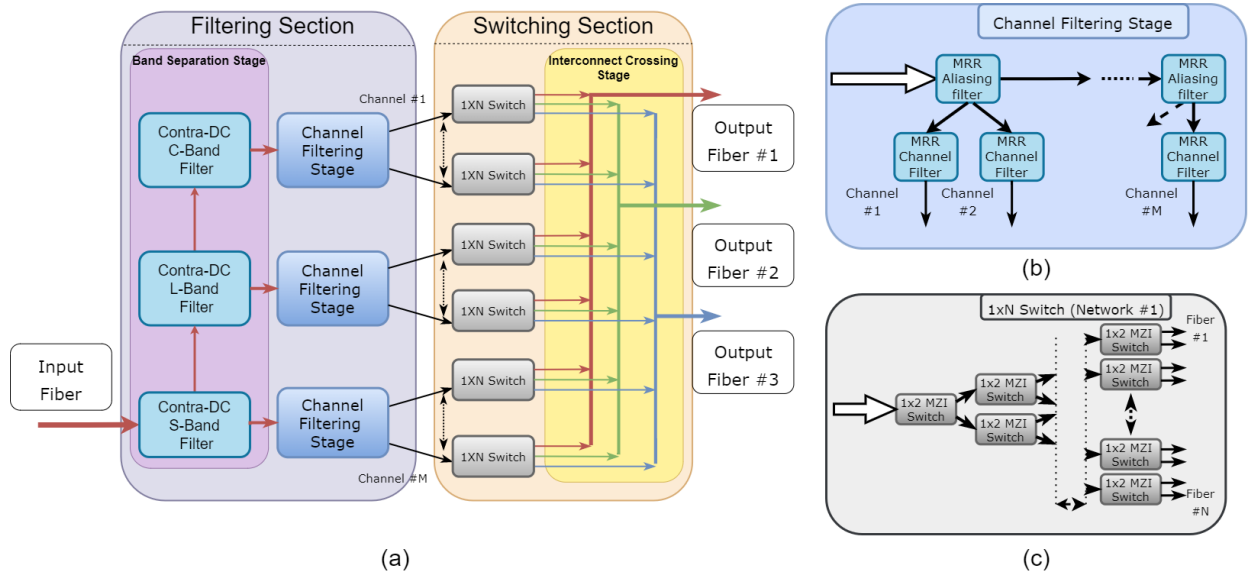 Filtering Section
Switching Section
Band Separation Stage
Interconnect Crossing
Stage
Contra-DC
C-Band
Filter
Contra-DC
L-Band
Filter
Contra-DC
S-Band
Filter
Channel
Filtering
Stage
Channel
Filtering
Stage
Channel
Filtering
Stage
Channel #1
Channel #M
1XN Switch
1XN Switch
1XN Switch
1XN Switch
1XN Switch
1XN Switch
Input
Fiber
Output
Fiber #1
Output
Fiber #2
Output
Fiber #3
(a)
Channel Filtering Stage
MRR
Aliasing
filter
MRR
Aliasing
filter
MRR
Channel
Filter
MRR
Channel
Filter
MRR
Channel
Filter
Channel
#1
Channel
#2
Channel
#M
(b)
1xN Switch (Network #1)
1x2 MZI
Switch
1x2 MZI
Switch
1x2 MZI
Switch
1x2 MZI
Switch
1x2 MZI
Switch
1x2 MZI
Switch
1x2 MZI
Switch
Fiber
#1
Fiber
#N
(c)